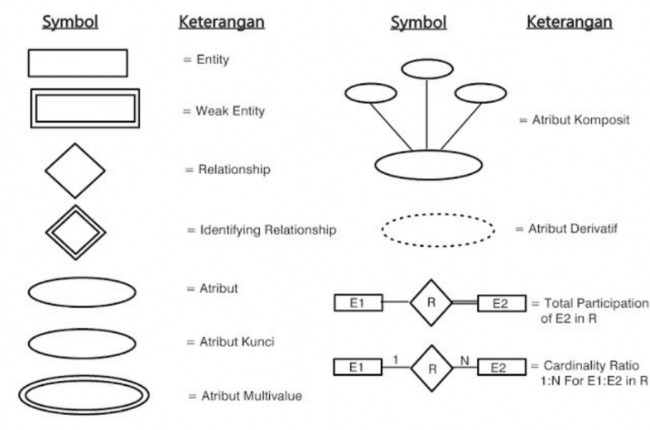 Symbol Keterangan
= Entity
= Weak Entity
= Relationship
= Identifying Relationship
= Atribut
= Atribut Kunci
= Atribut Multivalue
Symbol Keterangan
= Atribut Komposit
= Atribut Derivatif
E1 R E2 = Total Participation
of E2 in R
E1 1 R N E2 = Cardinality Ratio
1:N For E1:E2 in R